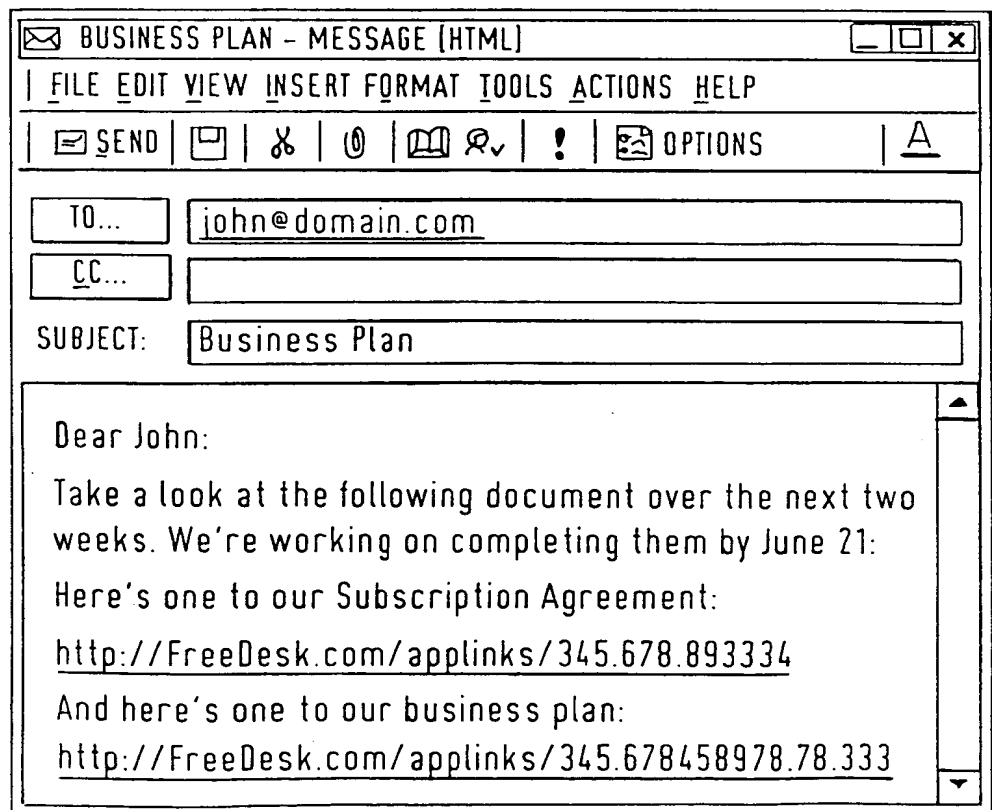 BUSINESS PLAN - MESSAGE [HTML]
FILE EDIT VIEW INSERT FORMAT TOOLS ACTIONS HELP
SEND ! OPTIONS A
TO... john@domain.com
CC...
SUBJECT: Business Plan
Dear John:
Take a look at the following document over the next two
weeks. We're working on completing them by June 21:
Here's one to our Subscription Agreement:
http://FreeDesk.com/applinks/345.678.893334
And here's one to our business plan:
http://FreeDesk.com/applinks/345.678458978.78.333